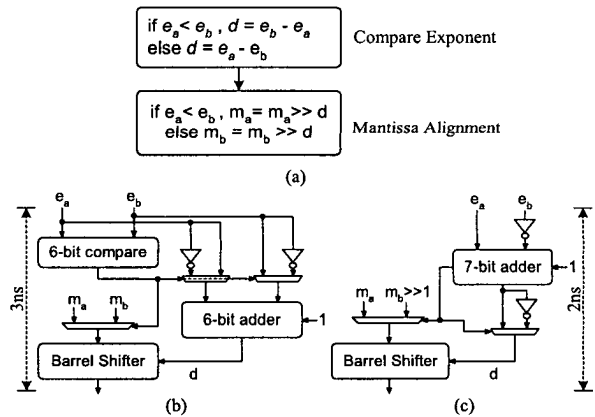 if e_a < e_b , d = e_b - e_a
else d = e_a - e_b
Compare Exponent
if e_a < e_b , m_a = m_a >> d
else m_b = m_b >> d
Mantissa Alignment
(a)
e_a
e_b
6-bit compare
3ns
m_a
m_b
6-bit adder
1
Barrel Shifter
d
(b)
e_a
e_b
7-bit adder
1
2ns
m_a
m_b>>1
Barrel Shifter
d
(c)